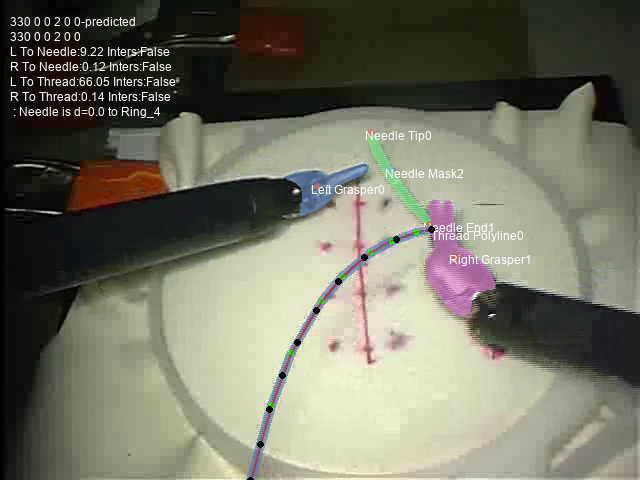 330 0 0 2 0 0-predicted
330 0 0 2 0 0
L To Needle:9.22 Inters:False
R To Needle:0.12 Inters:False
L To Thread:66.05 Inters:False
R To Thread:0.14 Inters:False
: Needle is d=0.0 to Ring_4
Needle Tip0
Needle Mask2
Left Grasper0
Needle End1
Thread Polyline0
Right Grasper1